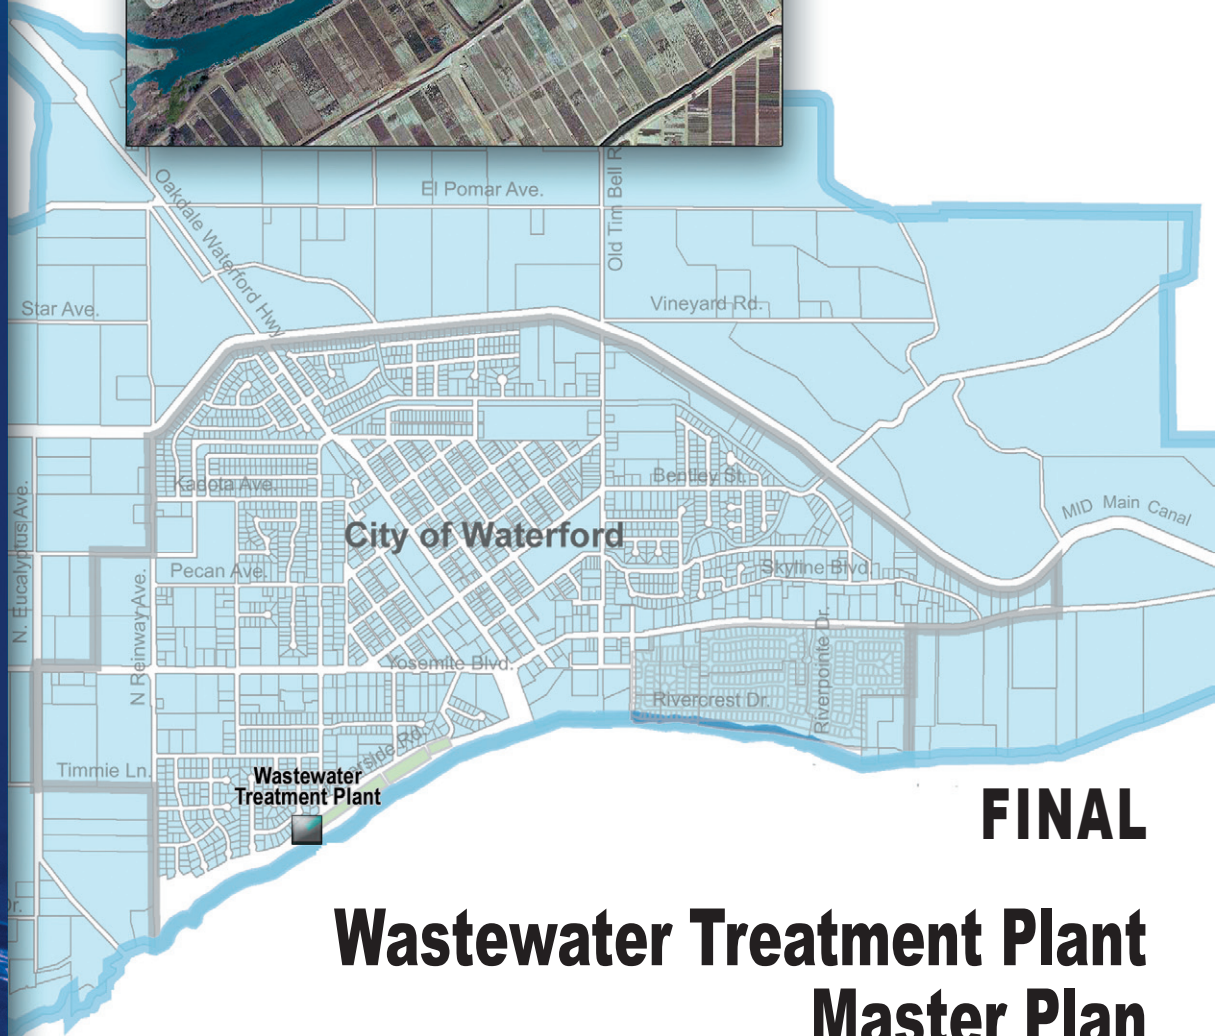 El Pomar Ave.
Oakdale Waterford Hwy
Old Tim Bell R
Star Ave.
Vineyard Rd.
Kadota Ave.
Bentley St.
N. Eucalyptus Ave.
MID Main Canal
City of Waterford
Pecan Ave.
Skyline Blvd.
N Reinway Ave.
Yosemite Blvd.
Riverpointe Dr.
Rivercrest Dr.
erside Rd.
Timmie Ln.
Wastewater
Treatment Plant
Dr.
FINAL
Wastewater Treatment Plant
Master Plan